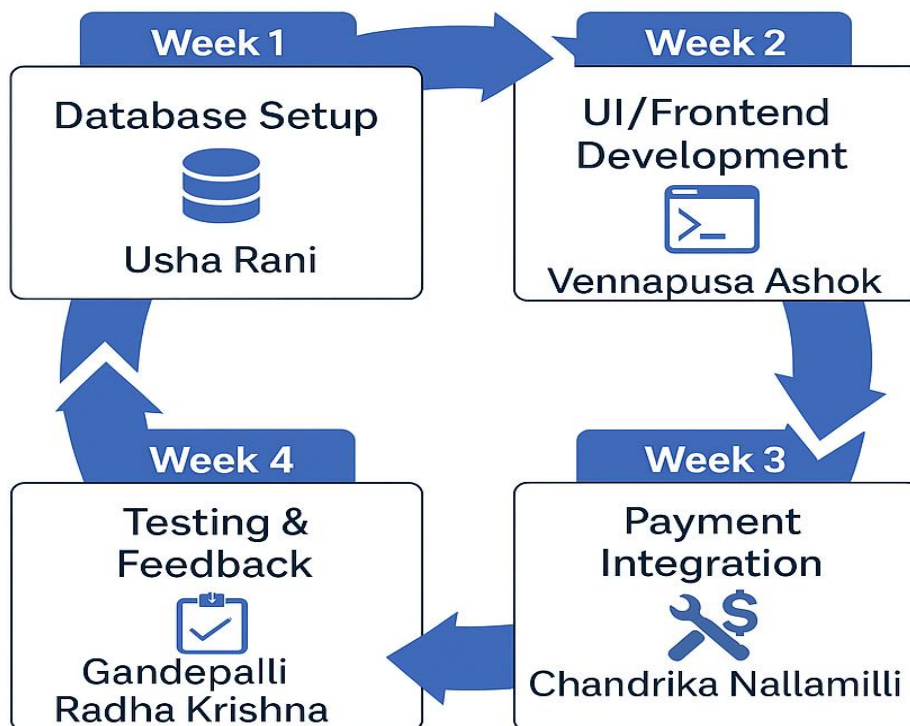 Week 1
Database Setup
Usha Rani
Week 2
UI/Frontend
Development
>_
Vennapusa Ashok
Week 3
Payment
Integration
$
Chandrika Nallamilli
Week 4
Testing &
Feedback
Gandepalli
Radha Krishna